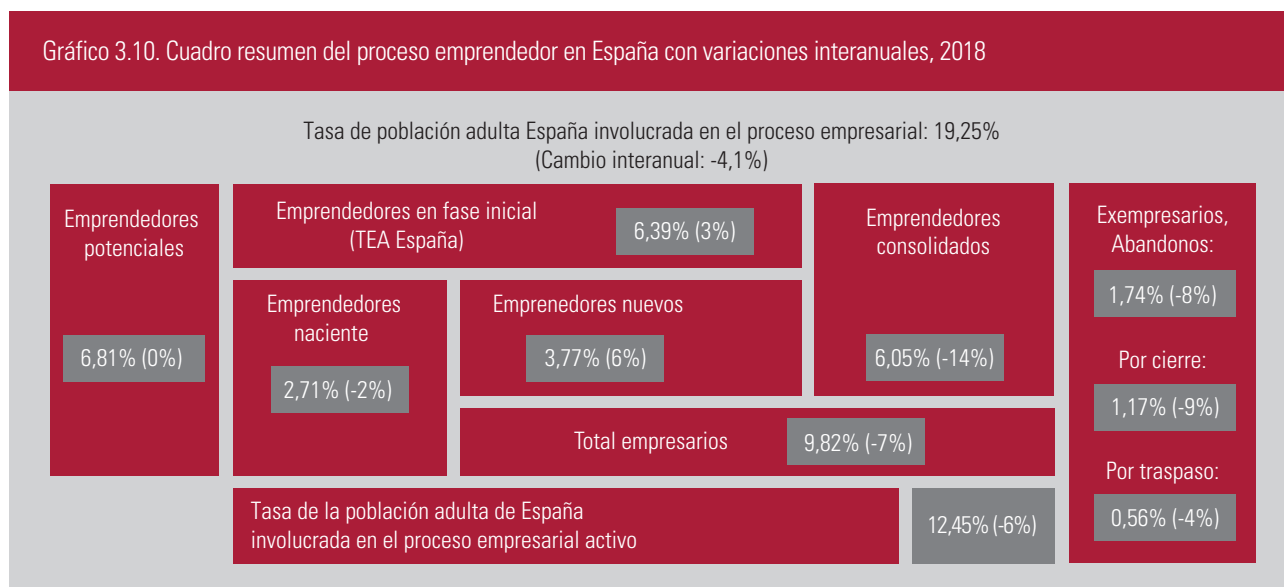 Gráfico 3.10. Cuadro resumen del proceso emprendedor en España con variaciones interanuales, 2018
Tasa de población adulta España involucrada en el proceso empresarial: 19,25%
(Cambio interanual: -4,1%)
Emprendedores
potenciales
6,81% (0%)
Emprendedores en fase inicial
(TEA España)
6,39% (3%)
Emprendedores
naciente
2,71% (-2%)
Emprenedores nuevos
3,77% (6%)
Emprendedores
consolidados
6,05% (-14%)
Total empresarios
9,82% (-7%)
Tasa de la población adulta de España
involucrada en el proceso empresarial activo
12,45% (-6%)
Exempresarios,
Abandonos:
1,74% (-8%)
Por cierre:
1,17% (-9%)
Por traspaso:
0,56% (-4%)